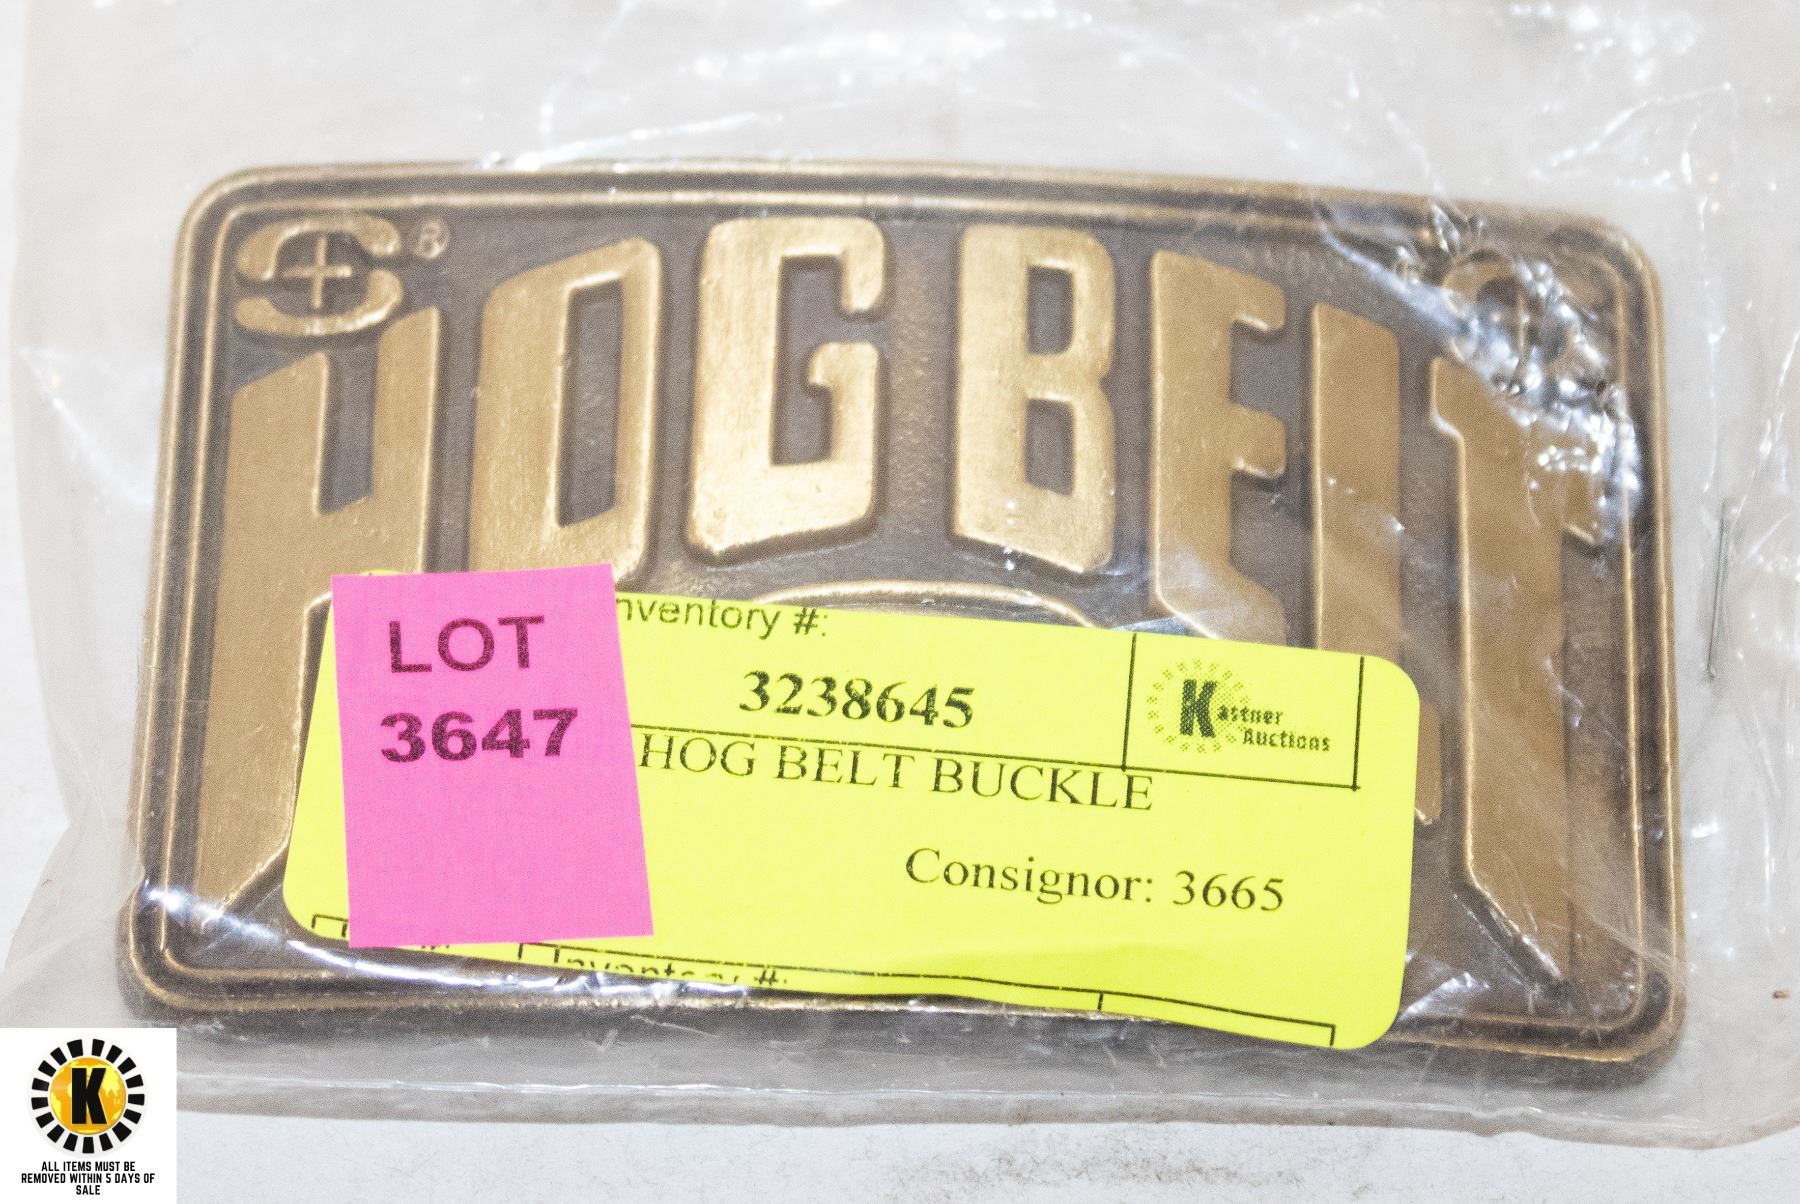 S ®
HOG BELT
LOT
3647
Inventory #:
3238645
Kastner
Auctions
HOG BELT BUCKLE
Consignor: 3665
Inventory #:
K
ALL ITEMS MUST BE
REMOVED WITHIN 5 DAYS OF
SALE